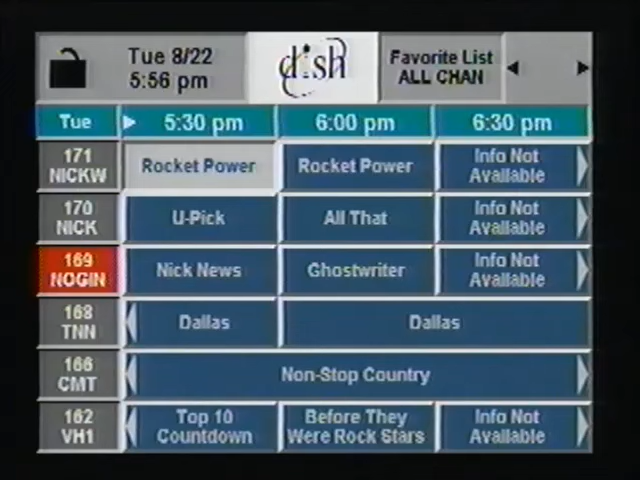 Tue 8/22
5:56 pm
dish
Favorite List
ALL CHAN
Tue 5:30 pm 6:00 pm 6:30 pm
171
NICKW
Rocket Power
Rocket Power
Info Not
Available
170
NICK
U-Pick
All That
Info Not
Available
169
NOGIN
Nick News
Ghostwriter
Info Not
Available
168
TNN
Dallas
Dallas
166
CMT
Non-Stop Country
162
VH1
Top 10
Countdown
Before They
Were Rock Stars
Info Not
Available